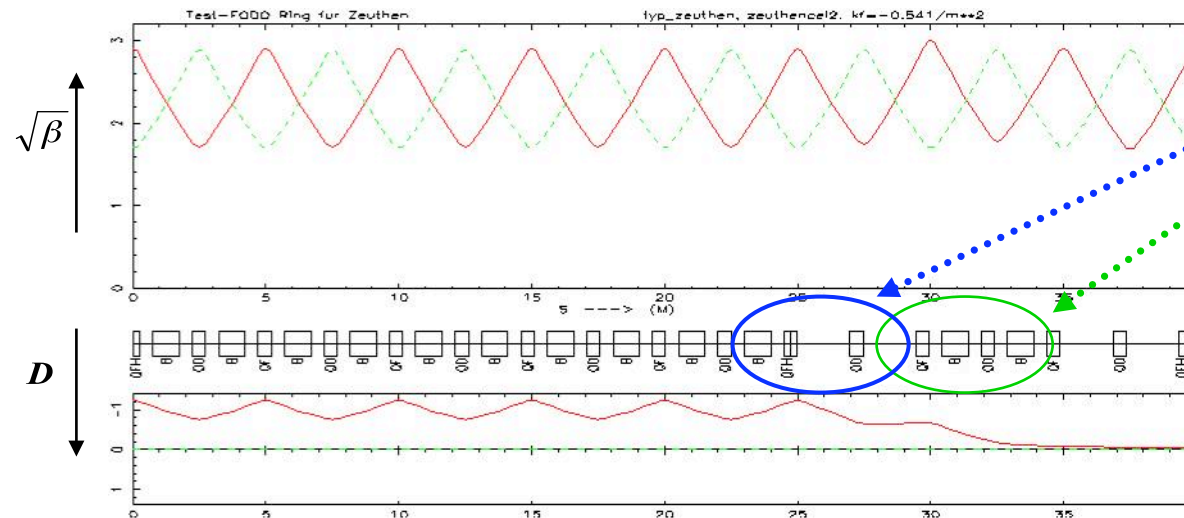 Test-FODO Ring fur Zeuthen typ_zeuthen, zeuthencel2. kf=-0.541/m**2
3
√β
2
1
0
0 5 10 15 20 25 30 35
S ---> (M)
QFH B QD B QF B QD B QF B QD B QF B QD B QF B QD B QFH QD QF B QD B QF QD QFH
D
-1
0
1
0 5 10 15 20 25 30 35